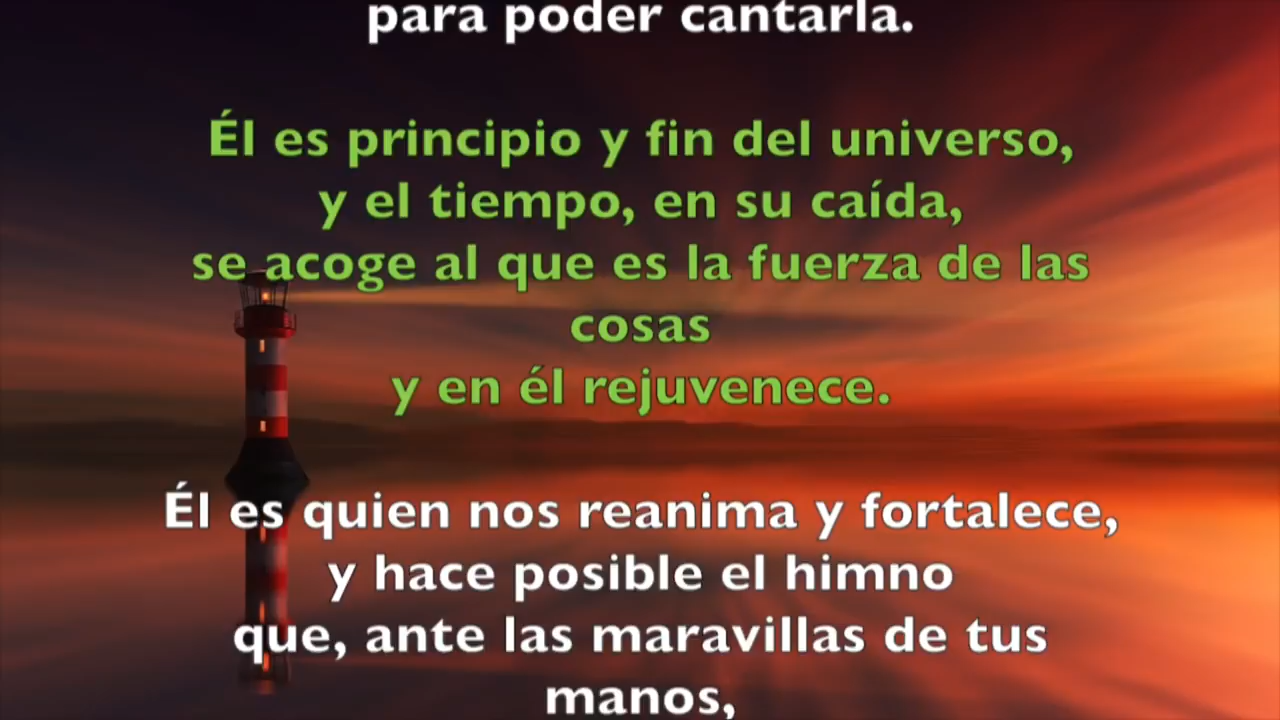 para poder cantarla.
Él es principio y fin del universo,
y el tiempo, en su caída,
se acoge al que es la fuerza de las
cosas
y en él rejuvenece.
Él es quien nos reanima y fortalece,
y hace posible el himno
que, ante las maravillas de tus
manos,